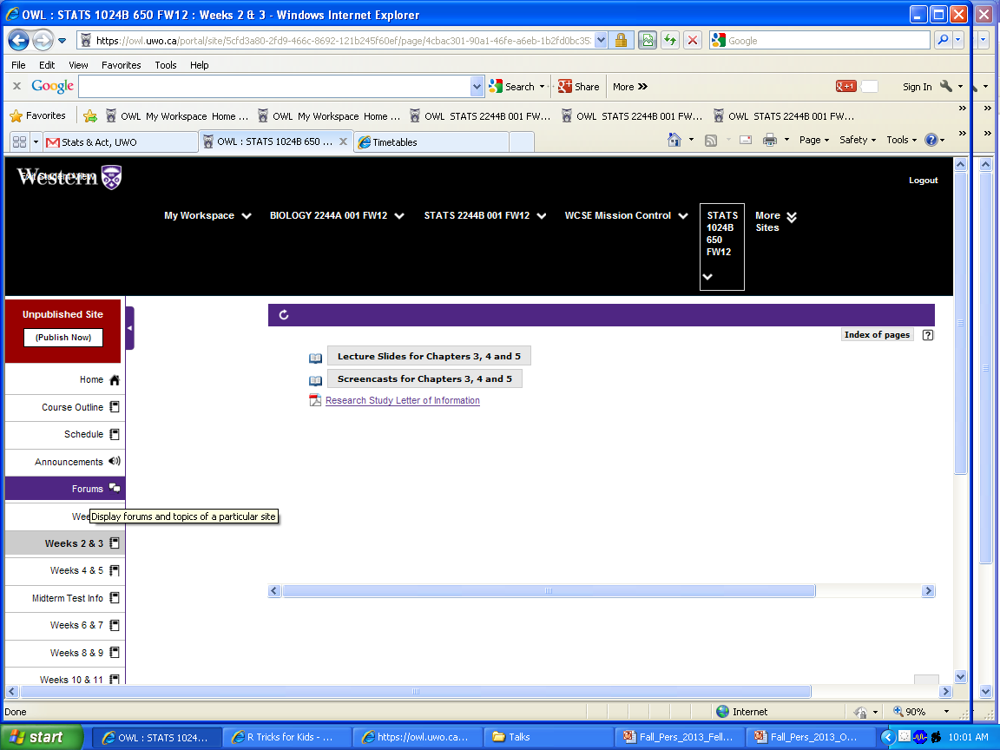 OWL : STATS 1024B 650 FW12 : Weeks 2 & 3 - Windows Internet Explorer
https://owl.uwo.ca/portal/site/5cfd3a80-2fd9-466c-8692-121b245f60ef/page/4cbac301-90a1-46fe-a6eb-1b2fd0bc35
Google
File Edit View Favorites Tools Help
x Google Search Share More » +1 Sign In
Favorites OWL My Workspace Home ... OWL My Workspace Home ... OWL STATS 2244B 001 FW... OWL STATS 2244B 001 FW... OWL STATS 2244B 001 FW...
Stats & Act, UWO OWL : STATS 1024B 650 ... Timetables Page Safety Tools
Western
Exit Student View
Logout
My Workspace BIOLOGY 2244A 001 FW12 STATS 2244B 001 FW12 WCSE Mission Control
STATS
1024B
650
FW12
More
Sites
Unpublished Site
(Publish Now)
Index of pages ?
Lecture Slides for Chapters 3, 4 and 5
Screencasts for Chapters 3, 4 and 5
Research Study Letter of Information
Home
Course Outline
Schedule
Announcements
Forums
Wee
Display forums and topics of a particular site
Weeks 2 & 3
Weeks 4 & 5
Midterm Test Info
Weeks 6 & 7
Weeks 8 & 9
Weeks 10 & 11
Done Internet 90%
start OWL : STATS 1024... R Tricks for Kids - ... https://owl.uwo.ca... Talks Fall_Pers_2013_Fell... Fall_Pers_2013_O... 10:01 AM